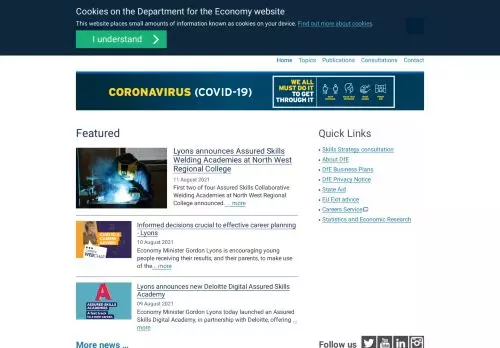 Cookies on the Department for the Economy website
This website places small amounts of information known as cookies on your device. Find out more about cookies.
I understand
Home Topics Publications Consultations Contact
CORONAVIRUS (COVID-19)
WE ALL
MUST DO IT
TO GET
THROUGH IT
Featured
Lyons announces Assured Skills
Welding Academies at North West
Regional College
11 August 2021
First two of four Assured Skills Collaborative
Welding Academies at North West Regional
College announced. ...more
Informed decisions crucial to effective career planning
- Lyons
10 August 2021
Economy Minister Gordon Lyons is encouraging young
people receiving their results, and their parents, to make use
of the...more
ASSURED SKILLS
ACADEMIES
A fast track
Lyons announces new Deloitte Digital Assured Skills
Academy
09 August 2021
Economy Minister Gordon Lyons today launched an Assured
Skills Digital Academy, in partnership with Deloitte, offering ...
more
More news ...
Quick Links
Skills Strategy consultation
About DfE
DfE Business Plans
DfE Privacy Notice
State Aid
EU Exit advice
Careers Service
Statistics and Economic Research
Follow us